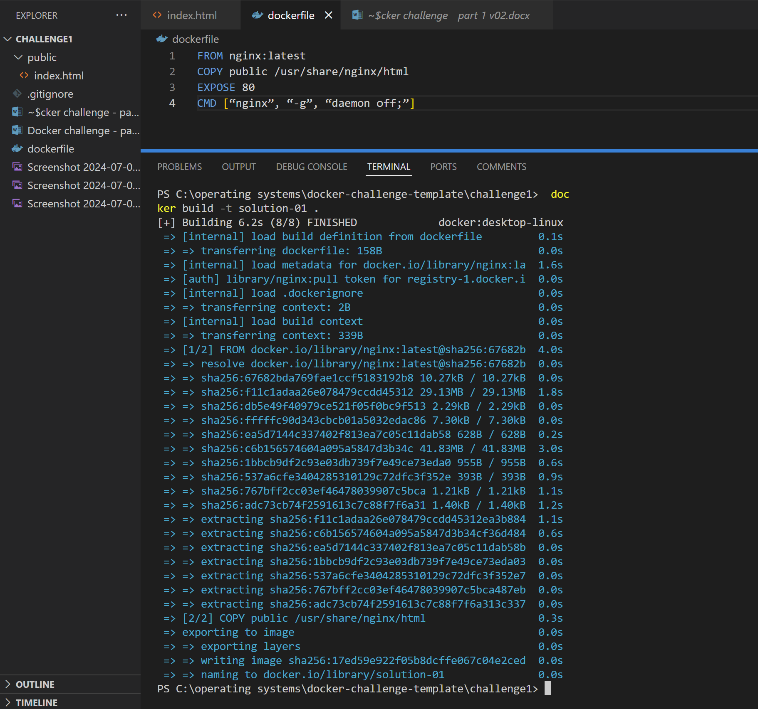 EXPLORER ...
CHALLENGE1
public
index.html
.gitignore
~$cker challenge - pa...
Docker challenge - pa...
dockerfile
Screenshot 2024-07-0...
Screenshot 2024-07-0...
Screenshot 2024-07-0...
OUTLINE
TIMELINE
index.html dockerfile ~$cker challenge part 1 v02.docx
dockerfile
1 FROM nginx:latest
2 COPY public /usr/share/nginx/html
3 EXPOSE 80
4 CMD [“nginx”, “-g”, “daemon off;”]
PROBLEMS OUTPUT DEBUG CONSOLE TERMINAL PORTS COMMENTS
PS C:\operating systems\docker-challenge-template\challenge1> doc
ker build -t solution-01 .
[+] Building 6.2s (8/8) FINISHED docker:desktop-linux
=> [internal] load build definition from dockerfile 0.1s
=> => transferring dockerfile: 158B 0.0s
=> [internal] load metadata for docker.io/library/nginx:la 1.6s
=> [auth] library/nginx:pull token for registry-1.docker.i 0.0s
=> [internal] load .dockerignore 0.0s
=> => transferring context: 2B 0.0s
=> [internal] load build context 0.0s
=> => transferring context: 339B 0.0s
=> [1/2] FROM docker.io/library/nginx:latest@sha256:67682b 4.0s
=> => resolve docker.io/library/nginx:latest@sha256:67682b 0.0s
=> => sha256:67682bda769fae1ccf5183192b8 10.27kB / 10.27kB 0.0s
=> => sha256:f11c1adaa26e078479ccdd45312 29.13MB / 29.13MB 1.8s
=> => sha256:db5e49f40979ce521f05f0bc9f513 2.29kB / 2.29kB 0.0s
=> => sha256:fffffc90d343cbcb01a5032edac86 7.30kB / 7.30kB 0.0s
=> => sha256:ea5d7144c337402f813ea7c05c11dab58 628B / 628B 0.2s
=> => sha256:c6b156574604a095a5847d3b34c 41.83MB / 41.83MB 3.0s
=> => sha256:1bbcb9df2c93e03db739f7e49ce73eda0 955B / 955B 0.6s
=> => sha256:537a6cfe3404285310129c72dfc3f352e 393B / 393B 0.9s
=> => sha256:767bff2cc03ef46478039907c5bca 1.21kB / 1.21kB 1.1s
=> => sha256:adc73cb74f2591613c7c88f7f6a31 1.40kB / 1.40kB 1.2s
=> => extracting sha256:f11c1adaa26e078479ccdd45312ea3b884 1.1s
=> => extracting sha256:c6b156574604a095a5847d3b34cf36d484 0.6s
=> => extracting sha256:ea5d7144c337402f813ea7c05c11dab58b 0.0s
=> => extracting sha256:1bbcb9df2c93e03db739f7e49ce73eda03 0.0s
=> => extracting sha256:537a6cfe3404285310129c72dfc3f352e7 0.0s
=> => extracting sha256:767bff2cc03ef46478039907c5bca487eb 0.0s
=> => extracting sha256:adc73cb74f2591613c7c88f7f6a313c337 0.0s
=> [2/2] COPY public /usr/share/nginx/html 0.3s
=> exporting to image 0.0s
=> => exporting layers 0.0s
=> => writing image sha256:17ed59e922f05b8dcffe067c04e2ced 0.0s
=> => naming to docker.io/library/solution-01 0.0s
PS C:\operating systems\docker-challenge-template\challenge1>